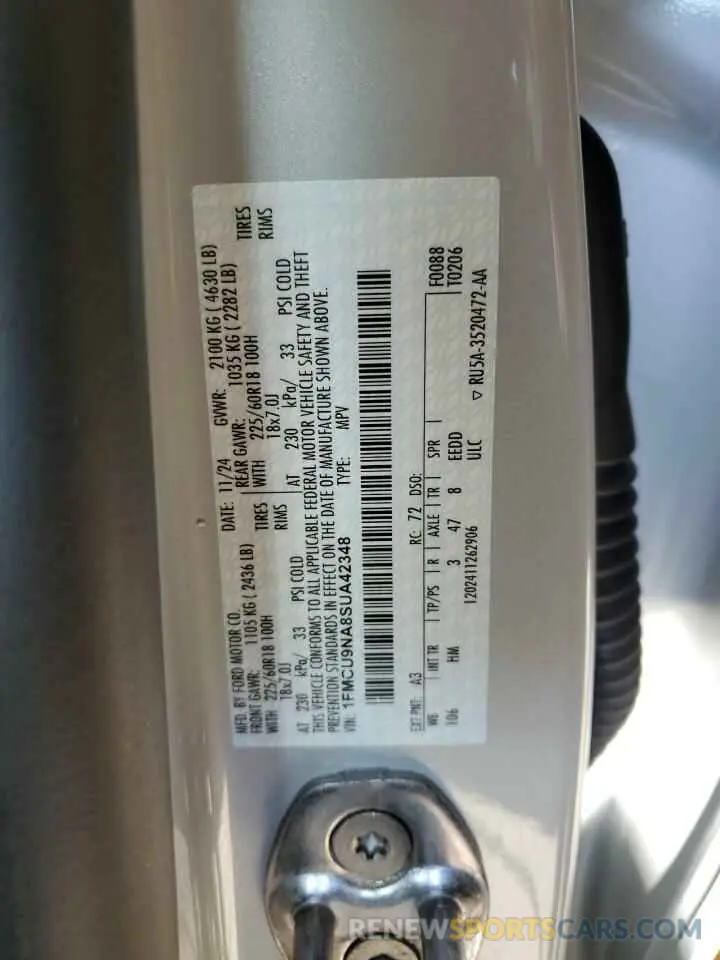 MFD. BY FORD MOTOR CO.
DATE: 11/24 GVWR: 2100 KG ( 4630 LB)
FRONT GAWR: 1105 KG ( 2436 LB)
REAR GAWR: 1035 KG ( 2282 LB)
WITH 225/60R18 100H TIRES
WITH 225/60R18 100H TIRES
18x7.0J RIMS
18x7.0J RIMS
AT 230 kPa/ 33 PSI COLD
AT 230 kPa/ 33 PSI COLD
THIS VEHICLE CONFORMS TO ALL APPLICABLE FEDERAL MOTOR VEHICLE SAFETY AND THEFT
PREVENTION STANDARDS IN EFFECT ON THE DATE OF MANUFACTURE SHOWN ABOVE.
VIN: 1FMCU9NA8SUA42348 TYPE: MPV
EXT PNT: A3 RC: 72 DSO: F0088
WB INT TR TP/PS R AXLE TR SPR T0206
106 HM 3 47 8 EEDD
1202411262906 ULC
▽ RU5A-3520472-AA
RENEWSPORTSCARS.COM